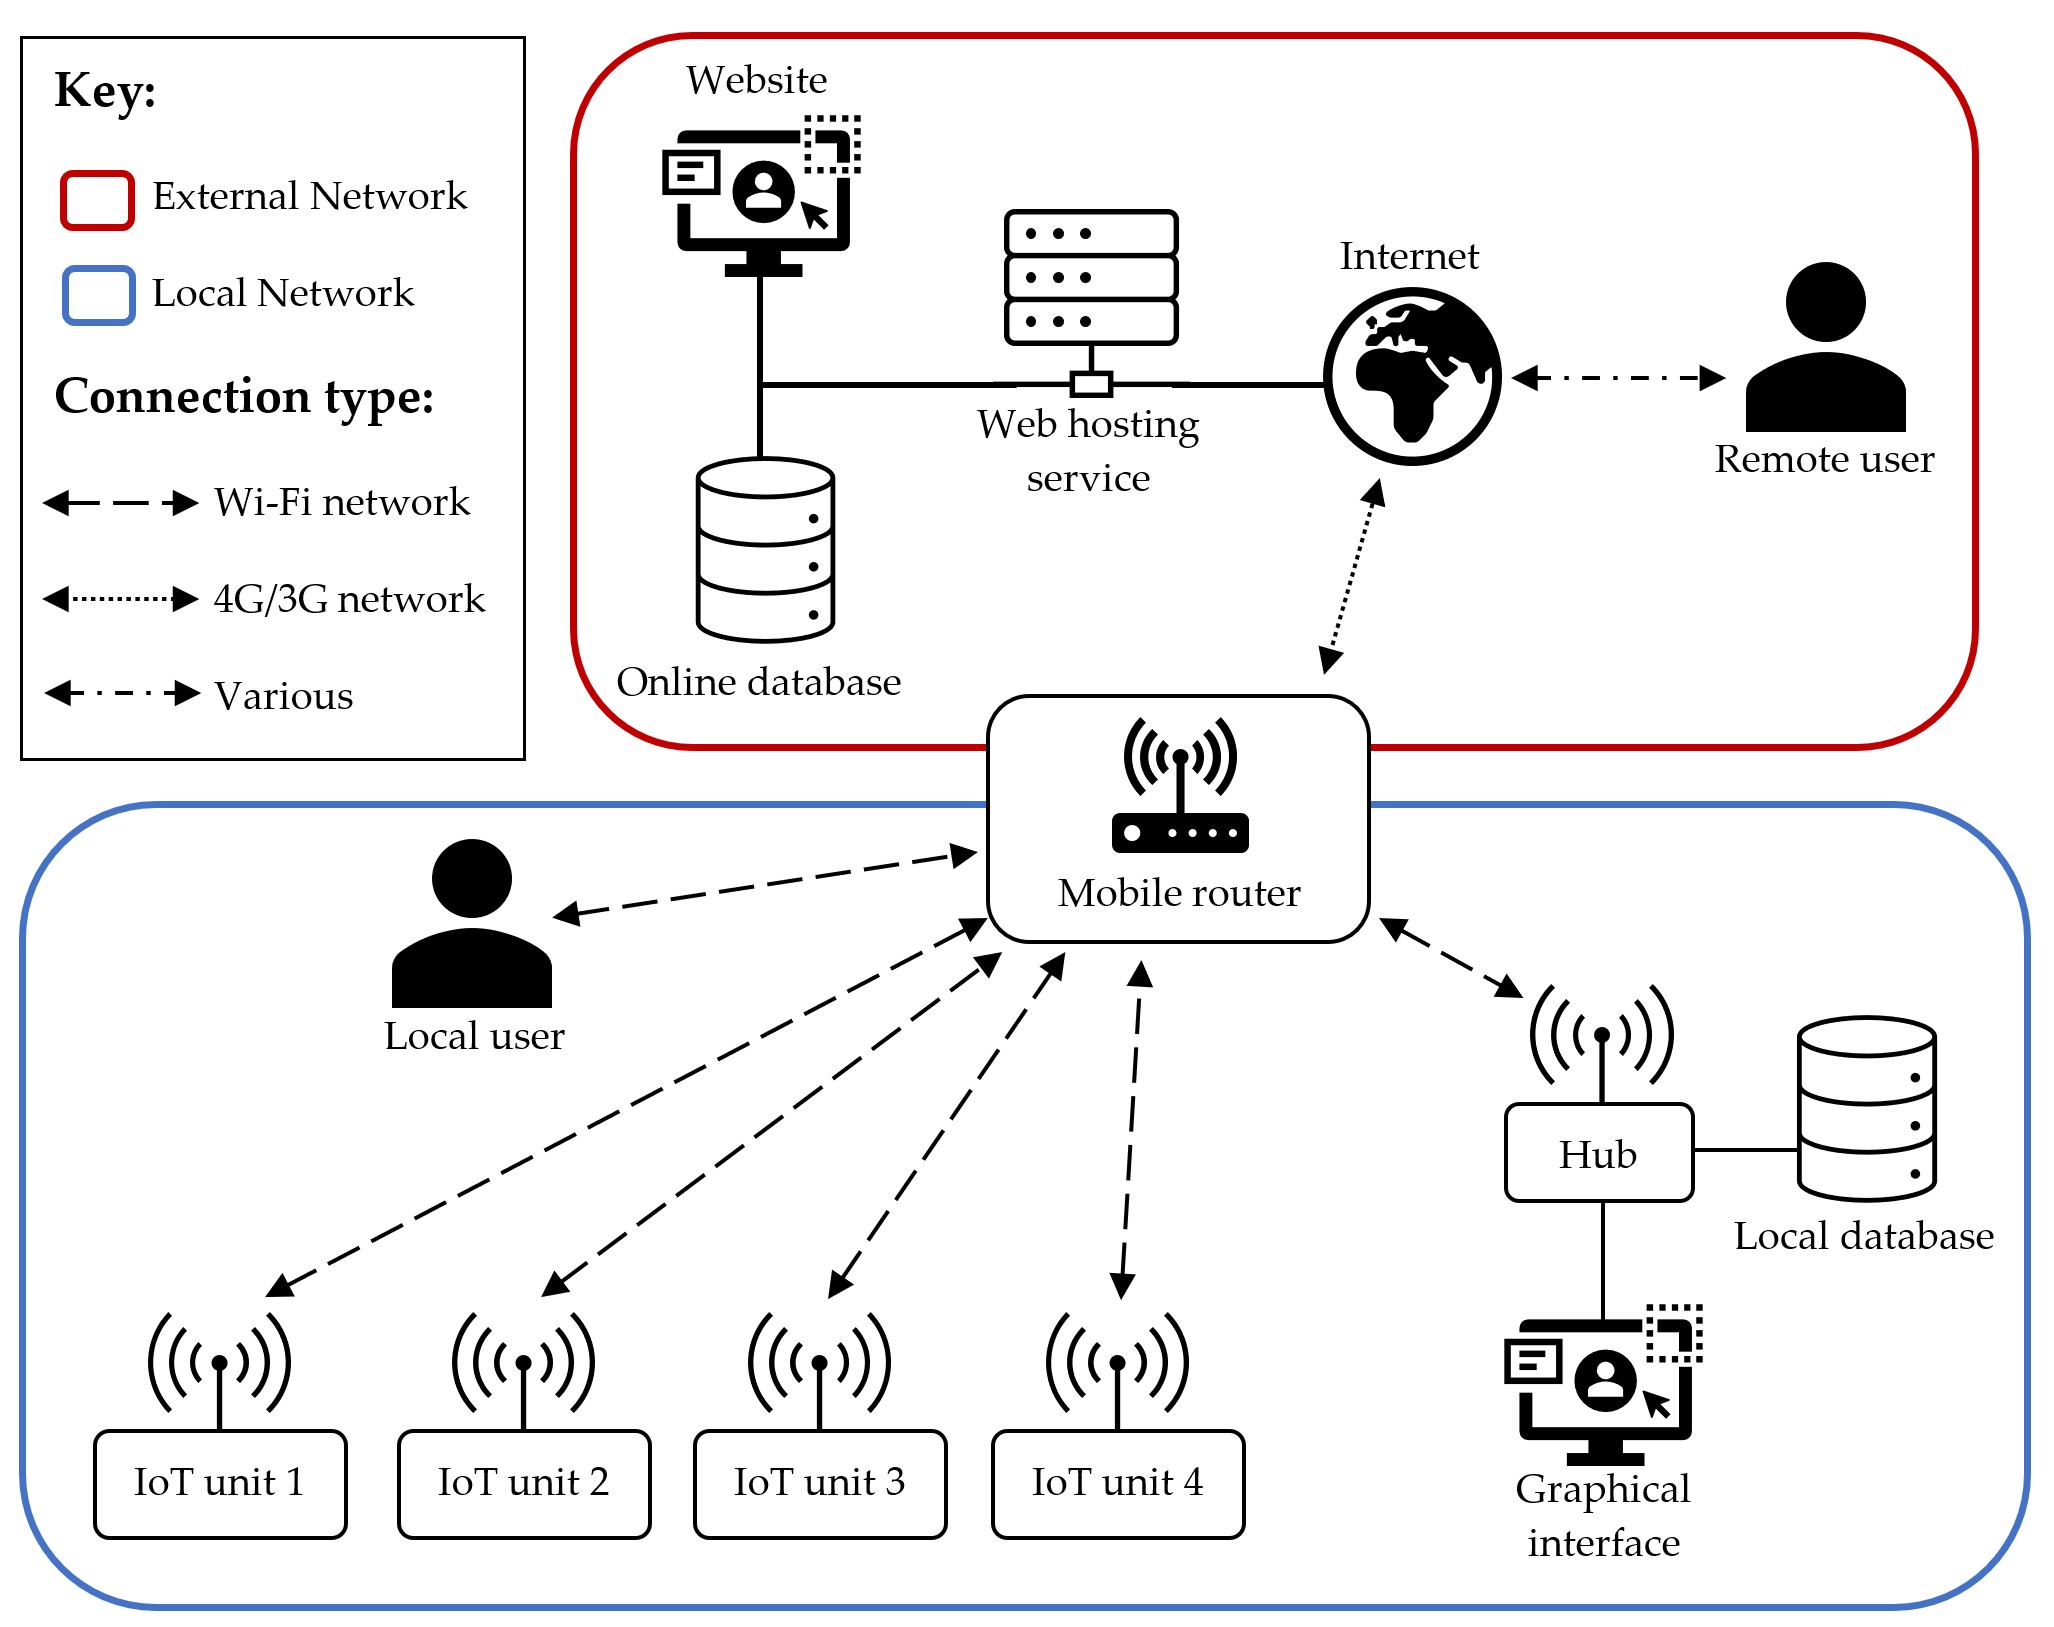 Key:
External Network
Local Network
Connection type:
Wi-Fi network
4G/3G network
Various
Website
Internet
Web hosting
service
Remote user
Online database
Mobile router
Local user
Hub
Local database
IoT unit 1
IoT unit 2
IoT unit 3
IoT unit 4
Graphical
interface